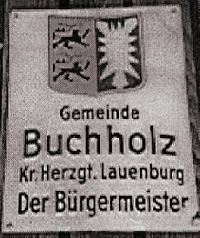 Gemeinde
Buchholz
Kr. Herzgt. Lauenburg
Der Bürgermeister